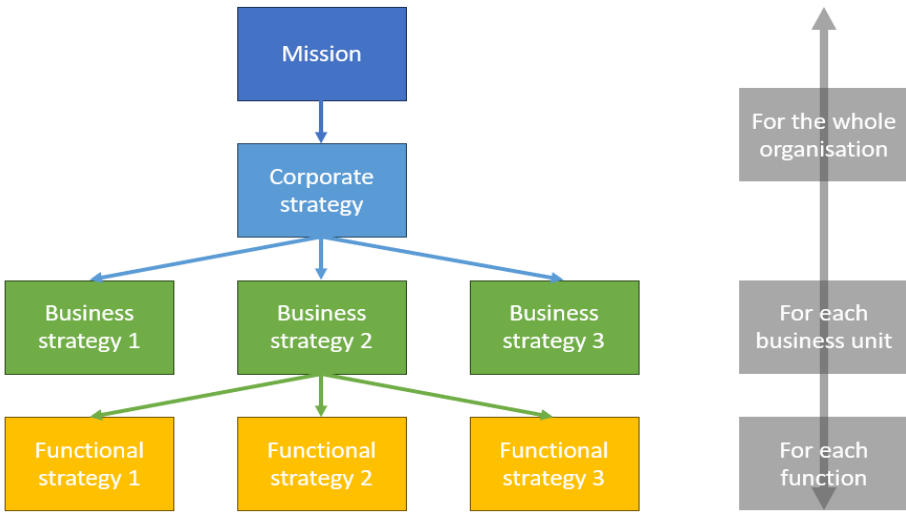 Mission
Corporate
strategy
For the whole
organisation
Business
strategy 1
Business
strategy 2
Business
strategy 3
For each
business unit
Functional
strategy 1
Functional
strategy 2
Functional
strategy 3
For each
function